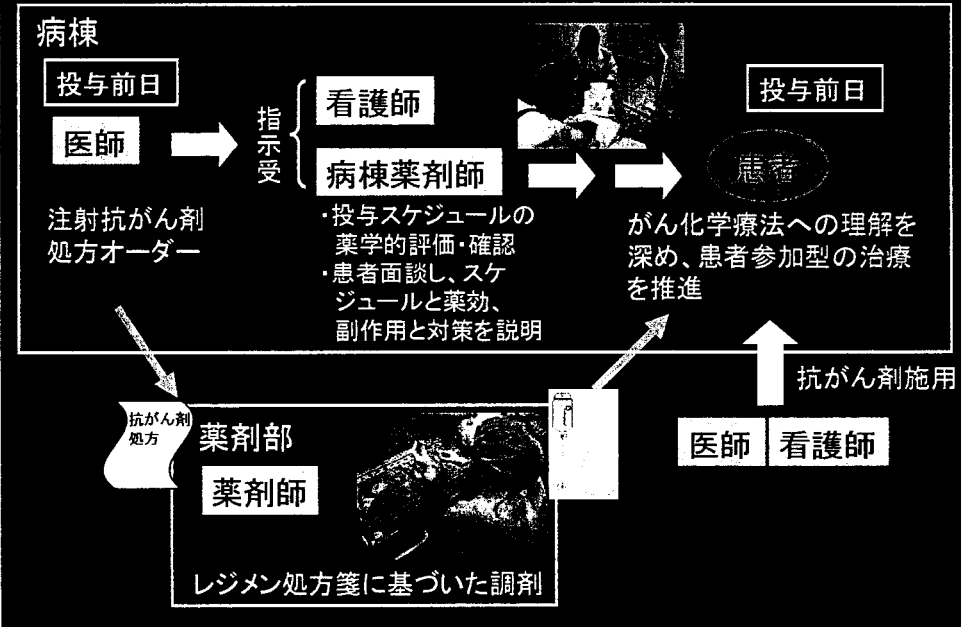 病棟
投与前日
医師
注射抗がん剤
処方オーダー
指示受
看護師
病棟薬剤師
・投与スケジュールの
薬学的評価・確認
・患者面談し、スケ
ジュールと薬効、
副作用と対策を説明
投与前日
患者
がん化学療法への理解を
深め、患者参加型の治療
を推進
抗がん剤施用
医師
看護師
抗がん剤
処方
薬剤部
薬剤師
レジメン処方箋に基づいた調剤